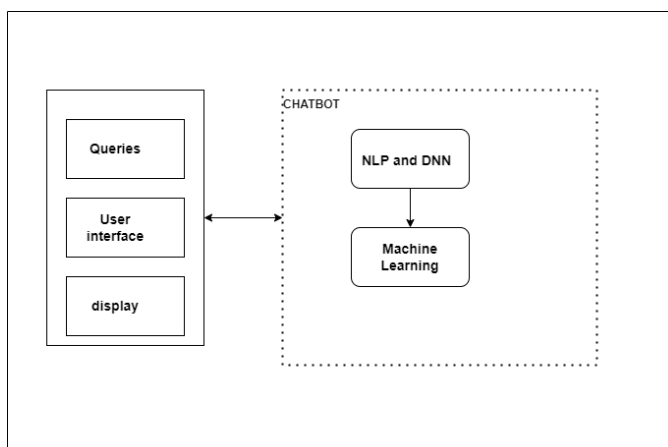 Queries
User
interface
display
CHATBOT
NLP and DNN
Machine
Learning